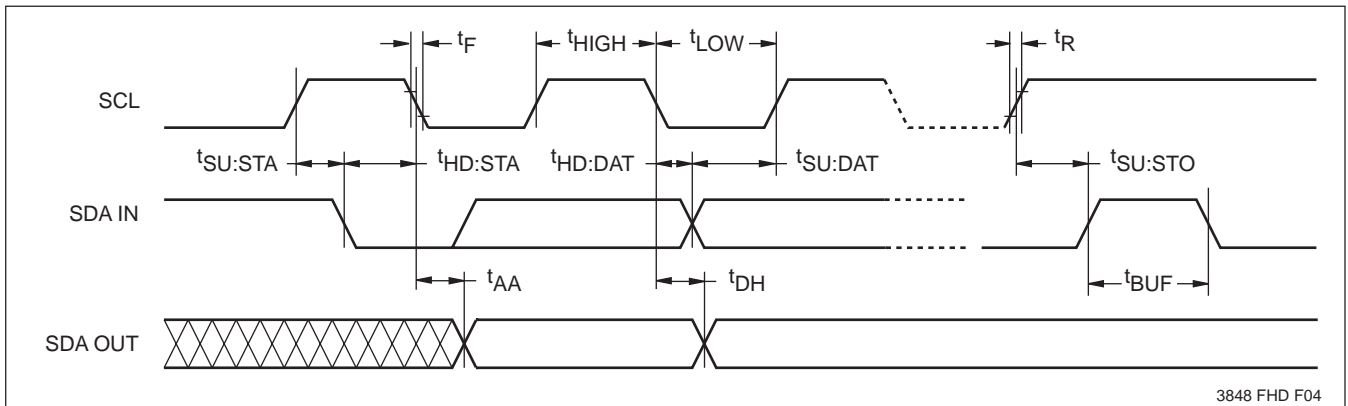 tF
tHIGH
tLOW
tR
SCL
tSU:STA
tHD:STA
tHD:DAT
tSU:DAT
tSU:STO
SDA IN
tAA
tDH
tBUF
SDA OUT
3848 FHD F04